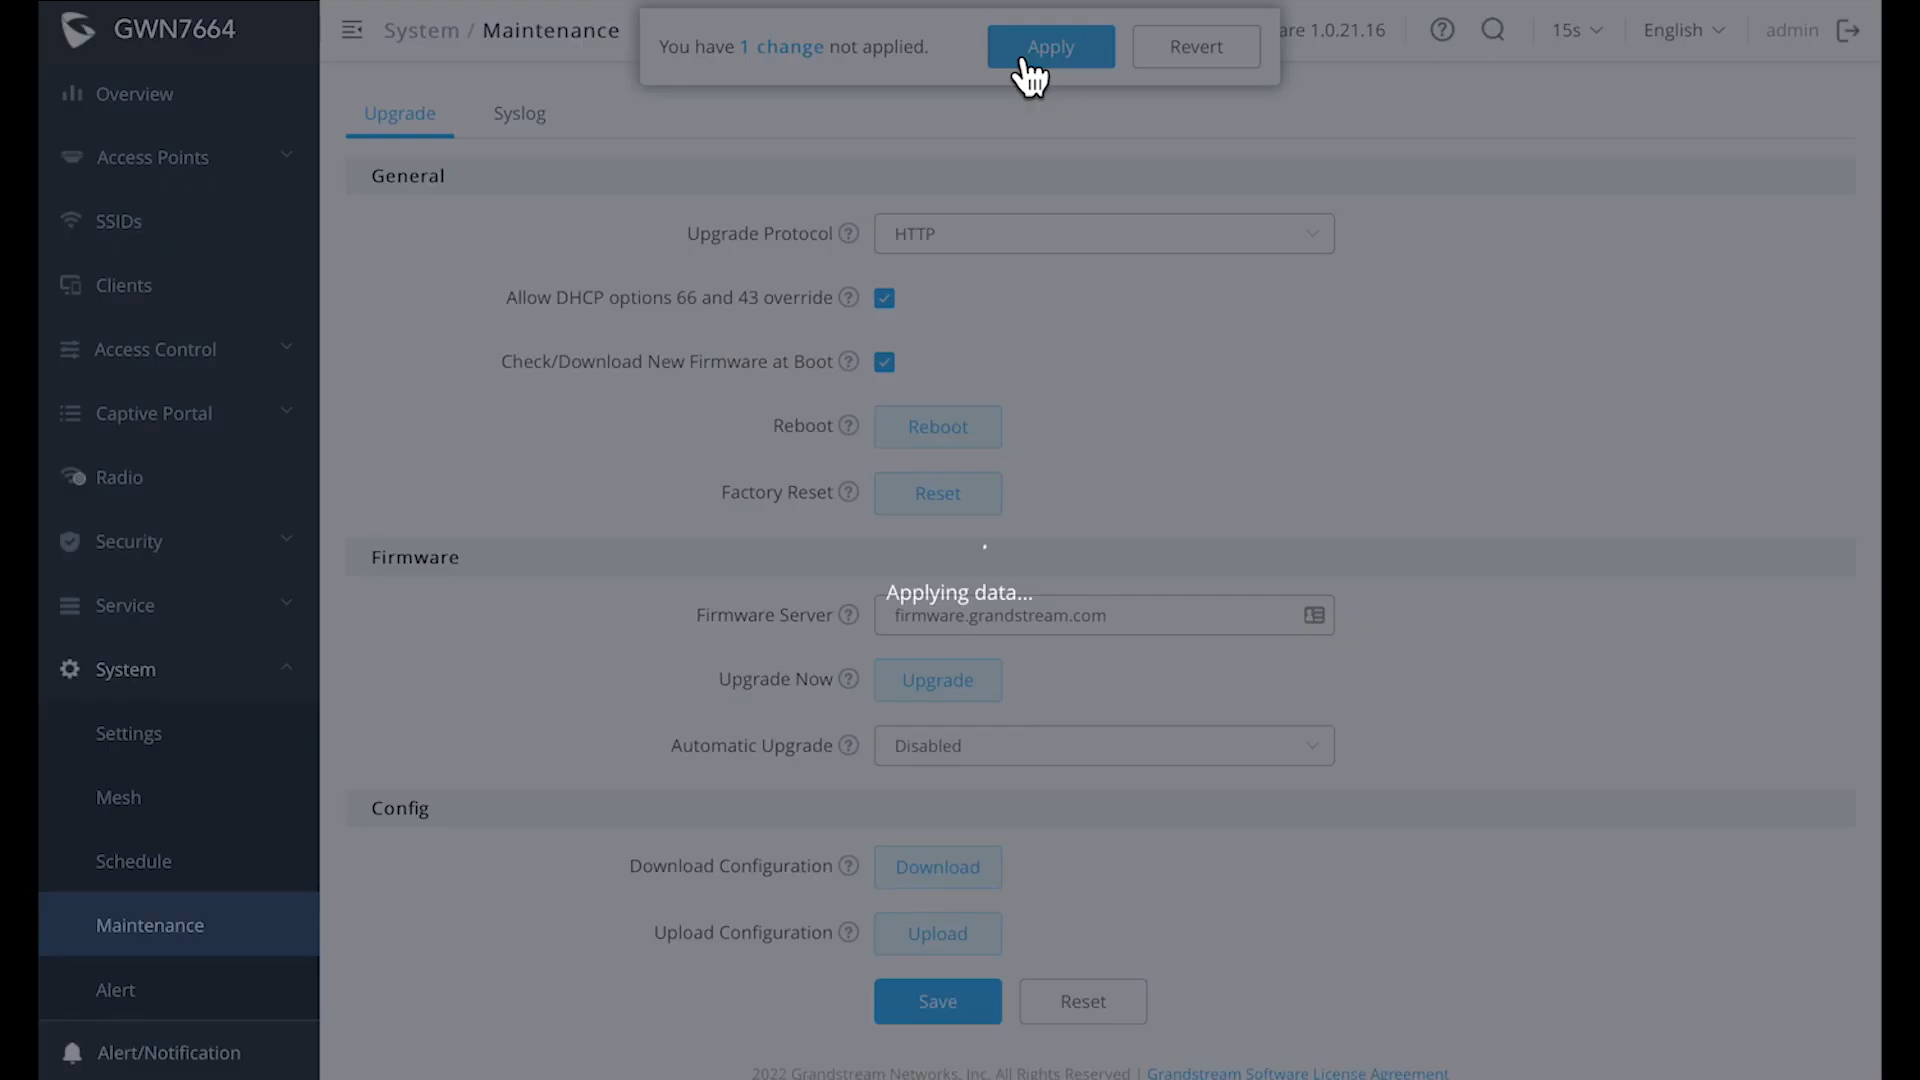 GWN7664
System / Maintenance
You have 1 change not applied.
Apply
Revert
are 1.0.21.16
15s
English
admin
Overview
Access Points
SSIDs
Clients
Access Control
Captive Portal
Radio
Security
Service
System
Settings
Mesh
Schedule
Maintenance
Alert
Alert/Notification
Upgrade
Syslog
General
Upgrade Protocol
HTTP
Allow DHCP options 66 and 43 override
Check/Download New Firmware at Boot
Reboot
Reboot
Factory Reset
Reset
Firmware
Applying data...
Firmware Server
firmware.grandstream.com
Upgrade Now
Upgrade
Automatic Upgrade
Disabled
Config
Download Configuration
Download
Upload Configuration
Upload
Save
Reset
2022 Grandstream Networks, Inc. All Rights Reserved | Grandstream Software License Agreement